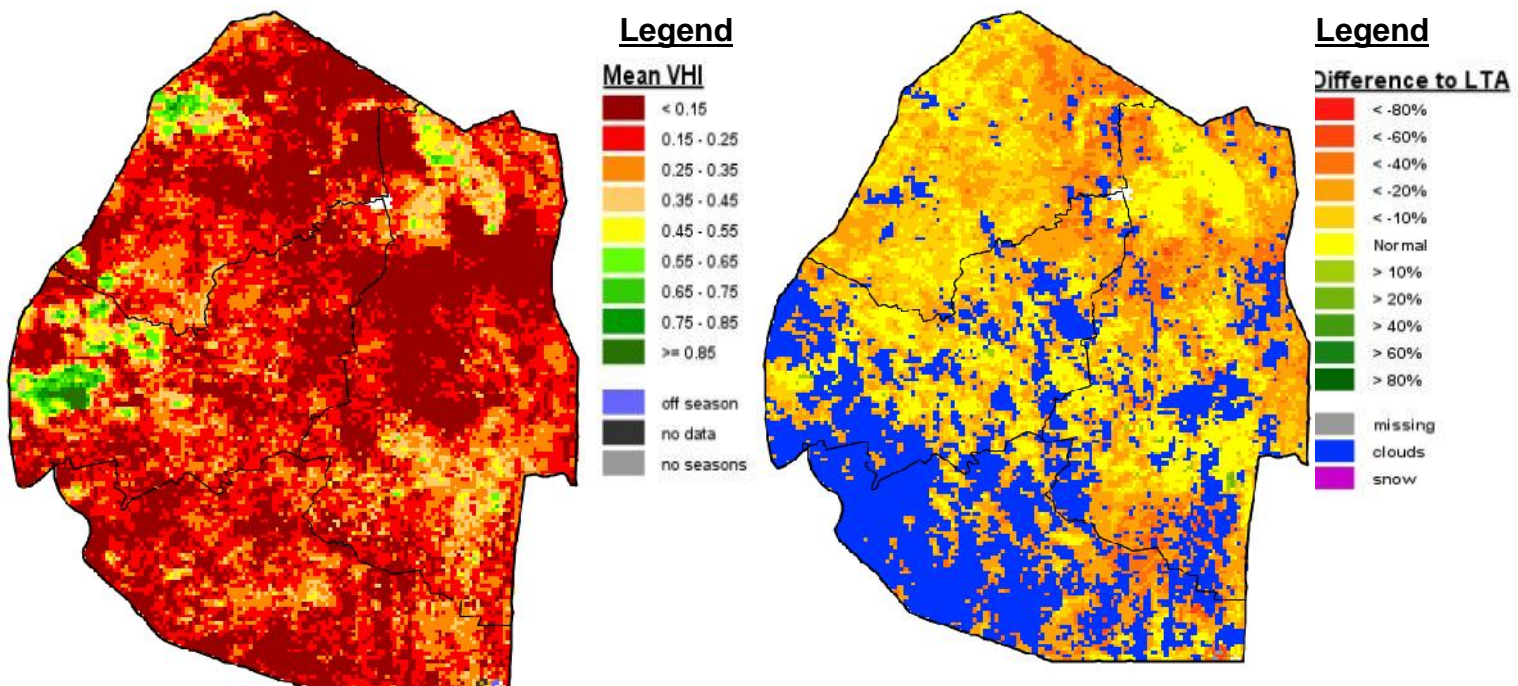 Legend
Mean VHI
< 0.15
0.15 - 0.25
0.25 - 0.35
0.35 - 0.45
0.45 - 0.55
0.55 - 0.65
0.65 - 0.75
0.75 - 0.85
>= 0.85
off season
no data
no seasons
Legend
Difference to LTA
< -80%
< -60%
< -40%
< -20%
< -10%
Normal
> 10%
> 20%
> 40%
> 60%
> 80%
missing
clouds
snow